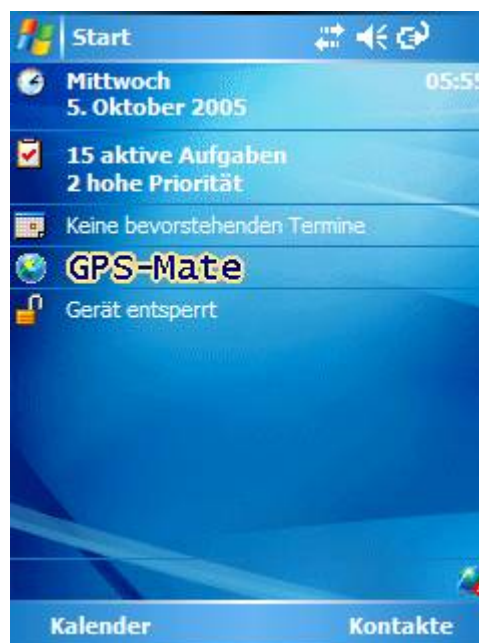 Start
Mittwoch 05:55
5. Oktober 2005
15 aktive Aufgaben
2 hohe Priorität
Keine bevorstehenden Termine
GPS-Mate
Gerät entsperrt
Kalender Kontakte